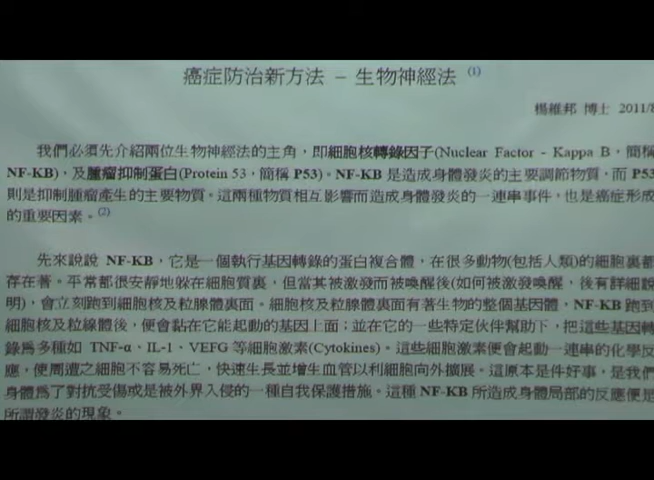 癌症防治新方法 – 生物神經法 (1)
楊維邦 博士 2011/8
我們必須先介紹兩位生物神經法的主角，即細胞核轉錄因子(Nuclear Factor - Kappa B，簡稱
NF-KB)，及腫瘤抑制蛋白(Protein 53，簡稱 P53)。NF-KB 是造成身體發炎的主要調節物質，而 P53
則是抑制腫瘤產生的主要物質。這兩種物質相互影響而造成身體發炎的一連串事件，也是癌症形成
的重要因素。(2)
先來說說 NF-KB，它是一個執行基因轉錄的蛋白複合體，在很多動物(包括人類)的細胞裏都
存在著。平常都很安靜地躲在細胞質裏，但當其被激發而被喚醒後(如何被激發喚醒，後有詳細說
明)，會立刻跑到細胞核及粒腺體裏面。細胞核及粒腺體裏面有著生物的整個基因體，NF-KB 跑到
細胞核及粒線體後，便會黏在它能起動的基因上面；並在它的一些特定伙伴幫助下，把這些基因轉
錄爲多種如 TNF-α、IL-1、VEFG 等細胞激素(Cytokines)。這些細胞激素便會起動一連串的化學反
應，使周遭之細胞不容易死亡，快速生長並增生血管以利細胞向外擴展。這原本是件好事，是我們
身體爲了對抗受傷或是被外界入侵的一種自我保護措施。這種 NF-KB 所造成身體局部的反應便是
所謂發炎的現象。